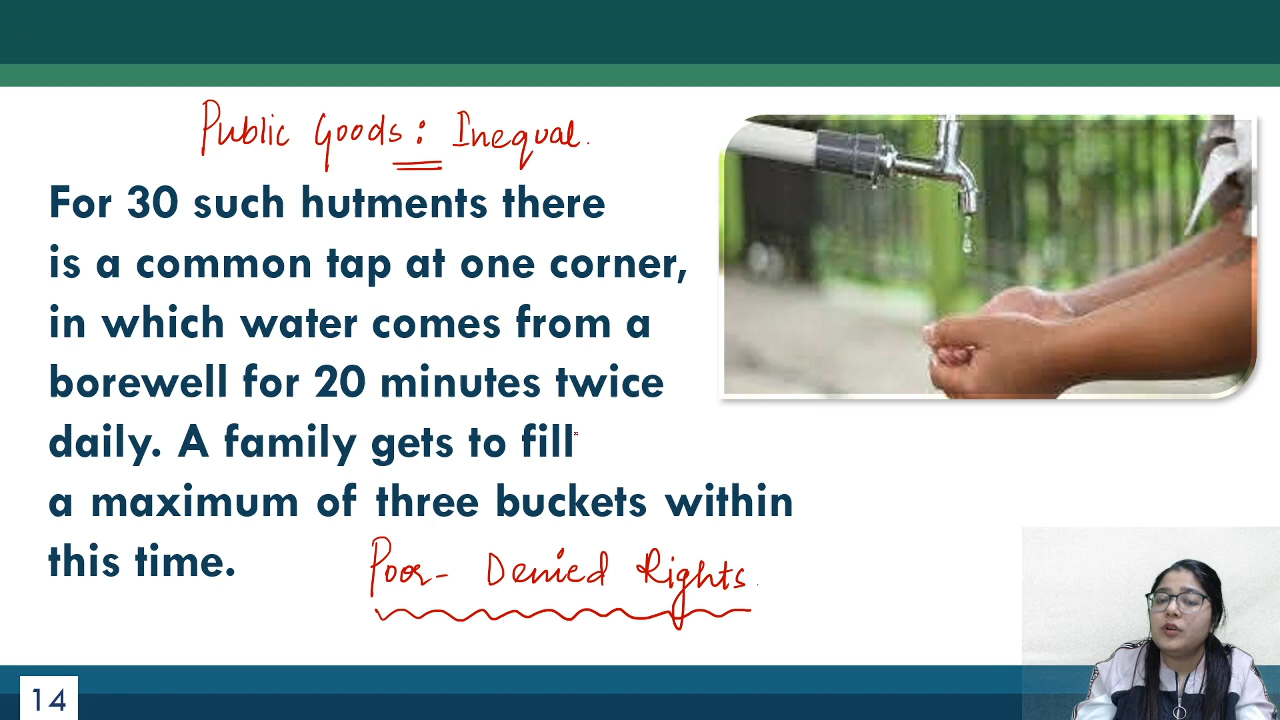 Public Goods: Inequal.
For 30 such hutments there
is a common tap at one corner,
in which water comes from a
borewell for 20 minutes twice
daily. A family gets to fill
a maximum of three buckets within
this time.
Poor- Denied Rights.
14